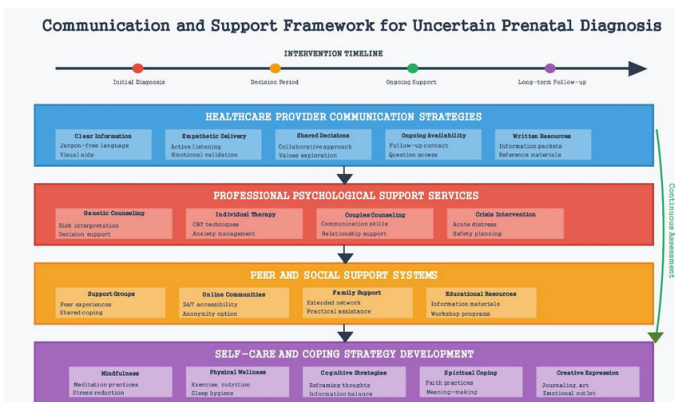 Communication and Support Framework for Uncertain Prenatal Diagnosis
INTERVENTION TIMELINE
Initial Diagnosis
Decision Period
Ongoing Support
Long-term Follow-up
HEALTHCARE PROVIDER COMMUNICATION STRATEGIES
Clear Information
Jargon-free language
Visual aids
Empathetic Delivery
Active listening
Emotional validation
Shared Decisions
Collaborative approach
Values exploration
Ongoing Availability
Follow-up contact
Question access
Written Resources
Information packets
Reference materials
PROFESSIONAL PSYCHOLOGICAL SUPPORT SERVICES
Genetic Counseling
Risk interpretation
Decision support
Individual Therapy
CBT techniques
Anxiety management
Couples Counseling
Communication skills
Relationship support
Crisis Intervention
Acute distress
Safety planning
PEER AND SOCIAL SUPPORT SYSTEMS
Support Groups
Peer experiences
Shared coping
Online Communities
24/7 accessibility
Anonymity option
Family Support
Extended network
Practical assistance
Educational Resources
Information materials
Workshop programs
SELF-CARE AND COPING STRATEGY DEVELOPMENT
Mindfulness
Meditation practices
Stress reduction
Physical Wellness
Exercise, nutrition
Sleep hygiene
Cognitive Strategies
Reframing thoughts
Information balance
Spiritual Coping
Faith practices
Meaning-making
Creative Expression
Journaling, art
Emotional outlet
Continuous Assessment